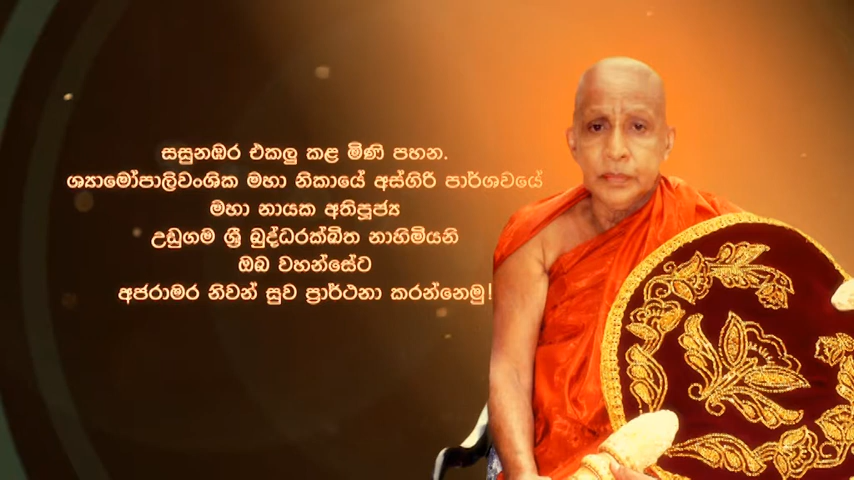 සසුනඹර එකලු කළ මිණි පහන.
ශ්‍යාමෝපාලිවංශික මහා නිකායේ අස්ගිරි පාර්ශවයේ
මහා නායක අතිපූජ්‍ය
උඩුගම ශ්‍රී බුද්ධරක්ඛිත නාහිමියනි
ඔබ වහන්සේට
අජරාමර නිවන් සුව ප්‍රාර්ථනා කරන්නෙමු!